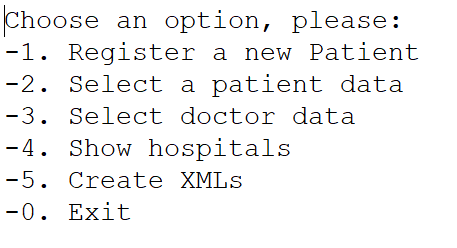 Choose an option, please:
-1. Register a new Patient
-2. Select a patient data
-3. Select doctor data
-4. Show hospitals
-5. Create XMLs
-0. Exit